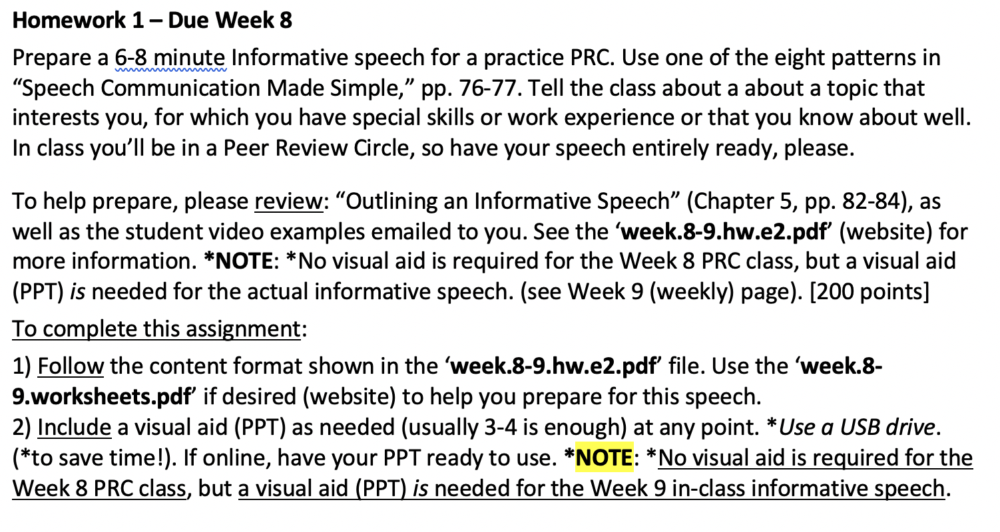 Homework 1 – Due Week 8
Prepare a 6-8 minute Informative speech for a practice PRC. Use one of the eight patterns in
“Speech Communication Made Simple,” pp. 76-77. Tell the class about a about a topic that
interests you, for which you have special skills or work experience or that you know about well.
In class you’ll be in a Peer Review Circle, so have your speech entirely ready, please.
To help prepare, please review: “Outlining an Informative Speech” (Chapter 5, pp. 82-84), as
well as the student video examples emailed to you. See the ‘week.8-9.hw.e2.pdf’ (website) for
more information. *NOTE: *No visual aid is required for the Week 8 PRC class, but a visual aid
(PPT) is needed for the actual informative speech. (see Week 9 (weekly) page). [200 points]
To complete this assignment:
1) Follow the content format shown in the ‘week.8-9.hw.e2.pdf’ file. Use the ‘week.8-
9.worksheets.pdf’ if desired (website) to help you prepare for this speech.
2) Include a visual aid (PPT) as needed (usually 3-4 is enough) at any point. *Use a USB drive.
(*to save time!). If online, have your PPT ready to use. *NOTE: *No visual aid is required for the
Week 8 PRC class, but a visual aid (PPT) is needed for the Week 9 in-class informative speech.